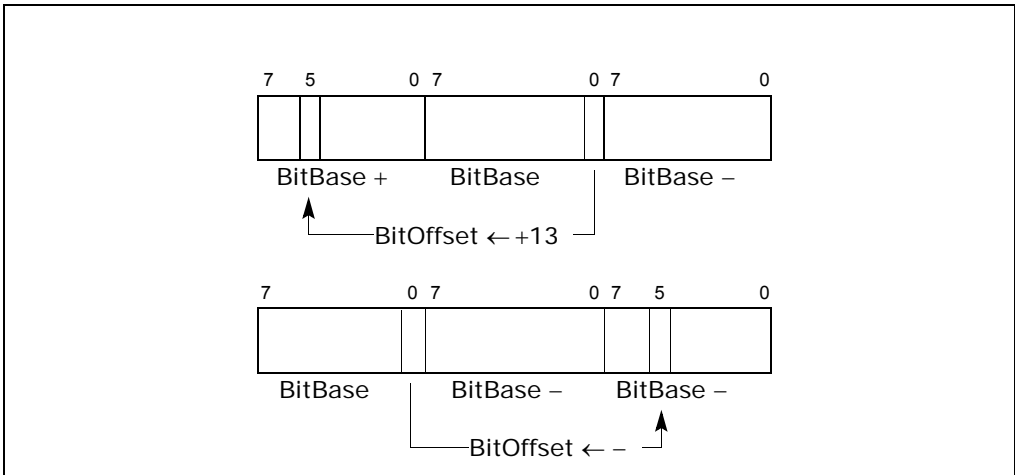 7 5 0 7 0 7 0
BitBase + BitBase BitBase −
BitOffset ← +13
7 0 7 0 7 5 0
BitBase BitBase − BitBase −
BitOffset ← −